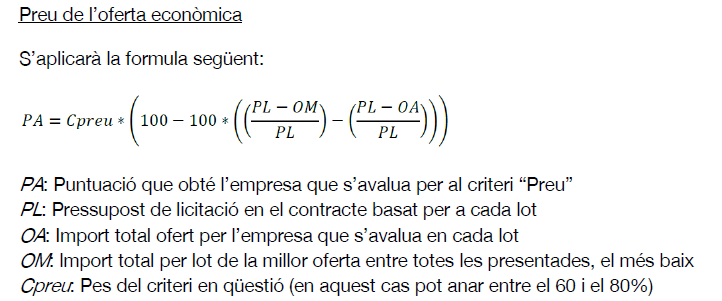 Preu de l'oferta econòmica
S'aplicarà la formula següent:
PA = Cpreu * (100 − 100 * (((PL − OM)/PL) − ((PL − OA)/PL)))
PA: Puntuació que obté l'empresa que s'avalua per al criteri "Preu"
PL: Pressupost de licitació en el contracte basat per a cada lot
OA: Import total ofert per l'empresa que s'avalua en cada lot
OM: Import total per lot de la millor oferta entre totes les presentades, el més baix
Cpreu: Pes del criteri en qüestió (en aquest cas pot anar entre el 60 i el 80%)